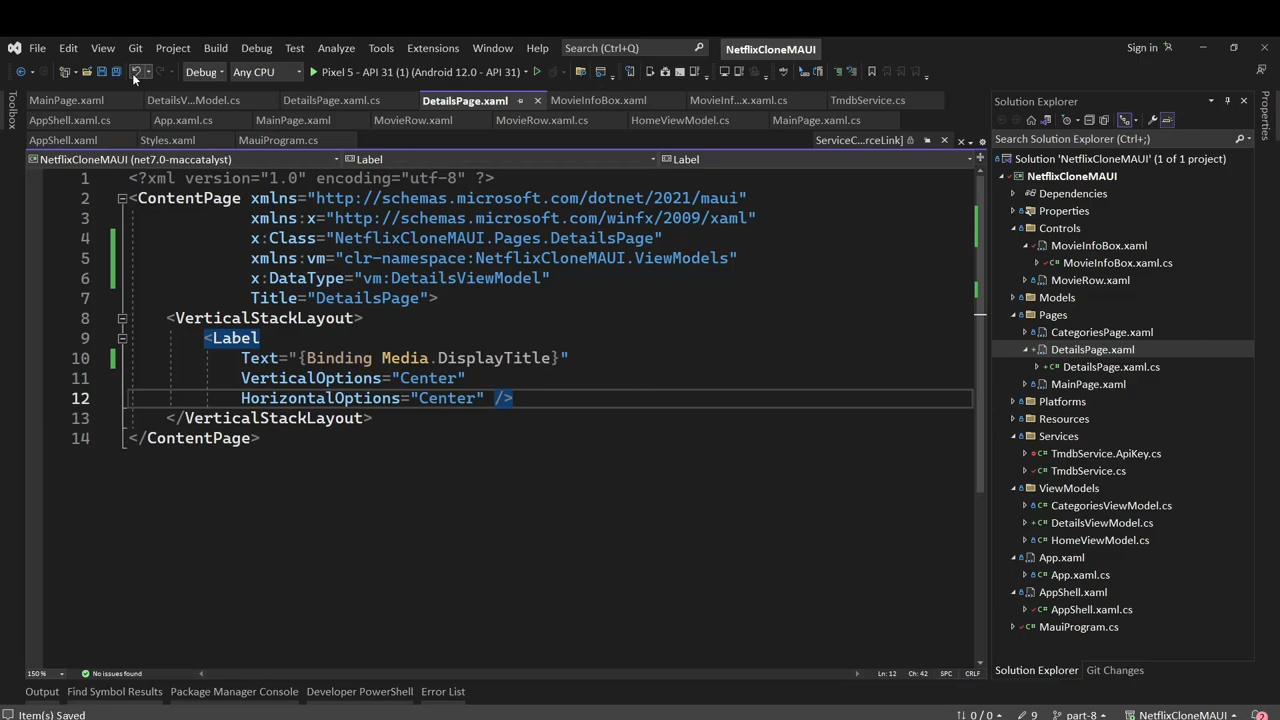 File Edit View Git Project Build Debug Test Analyze Tools Extensions Window Help Search (Ctrl+Q) NetflixCloneMAUI Sign in
Debug Any CPU Pixel 5 - API 31 (1) (Android 12.0 - API 31)
MainPage.xaml DetailsV...Model.cs DetailsPage.xaml.cs DetailsPage.xaml MovieInfoBox.xaml MovieInf...x.xaml.cs TmdbService.cs
AppShell.xaml.cs App.xaml.cs MainPage.xaml MovieRow.xaml MovieRow.xaml.cs HomeViewModel.cs MainPage.xaml.cs
AppShell.xaml Styles.xaml MauiProgram.cs ServiceC...rceLink)
NetflixCloneMAUI (net7.0-maccatalyst) Label Label
1 <?xml version="1.0" encoding="utf-8" ?>
2 <ContentPage xmlns="http://schemas.microsoft.com/dotnet/2021/maui"
3 xmlns:x="http://schemas.microsoft.com/winfx/2009/xaml"
4 x:Class="NetflixCloneMAUI.Pages.DetailsPage"
5 xmlns:vm="clr-namespace:NetflixCloneMAUI.ViewModels"
6 x:DataType="vm:DetailsViewModel"
7 Title="DetailsPage">
8 <VerticalStackLayout>
9 <Label
10 Text="{Binding Media.DisplayTitle}"
11 VerticalOptions="Center"
12 HorizontalOptions="Center" />
13 </VerticalStackLayout>
14 </ContentPage>
150 % No issues found Ln: 12 Ch: 42 SPC CRLF
Output Find Symbol Results Package Manager Console Developer PowerShell Error List
Item(s) Saved 0 / 0 9 part-8 NetflixCloneMAUI 2
Toolbox
Solution Explorer
Search Solution Explorer (Ctrl+;)
Solution 'NetflixCloneMAUI' (1 of 1 project)
NetflixCloneMAUI
Dependencies
Properties
Controls
MovieInfoBox.xaml
MovieInfoBox.xaml.cs
MovieRow.xaml
Models
Pages
CategoriesPage.xaml
DetailsPage.xaml
DetailsPage.xaml.cs
MainPage.xaml
Platforms
Resources
Services
TmdbService.ApiKey.cs
TmdbService.cs
ViewModels
CategoriesViewModel.cs
DetailsViewModel.cs
HomeViewModel.cs
App.xaml
App.xaml.cs
AppShell.xaml
AppShell.xaml.cs
MauiProgram.cs
Solution Explorer Git Changes
Properties